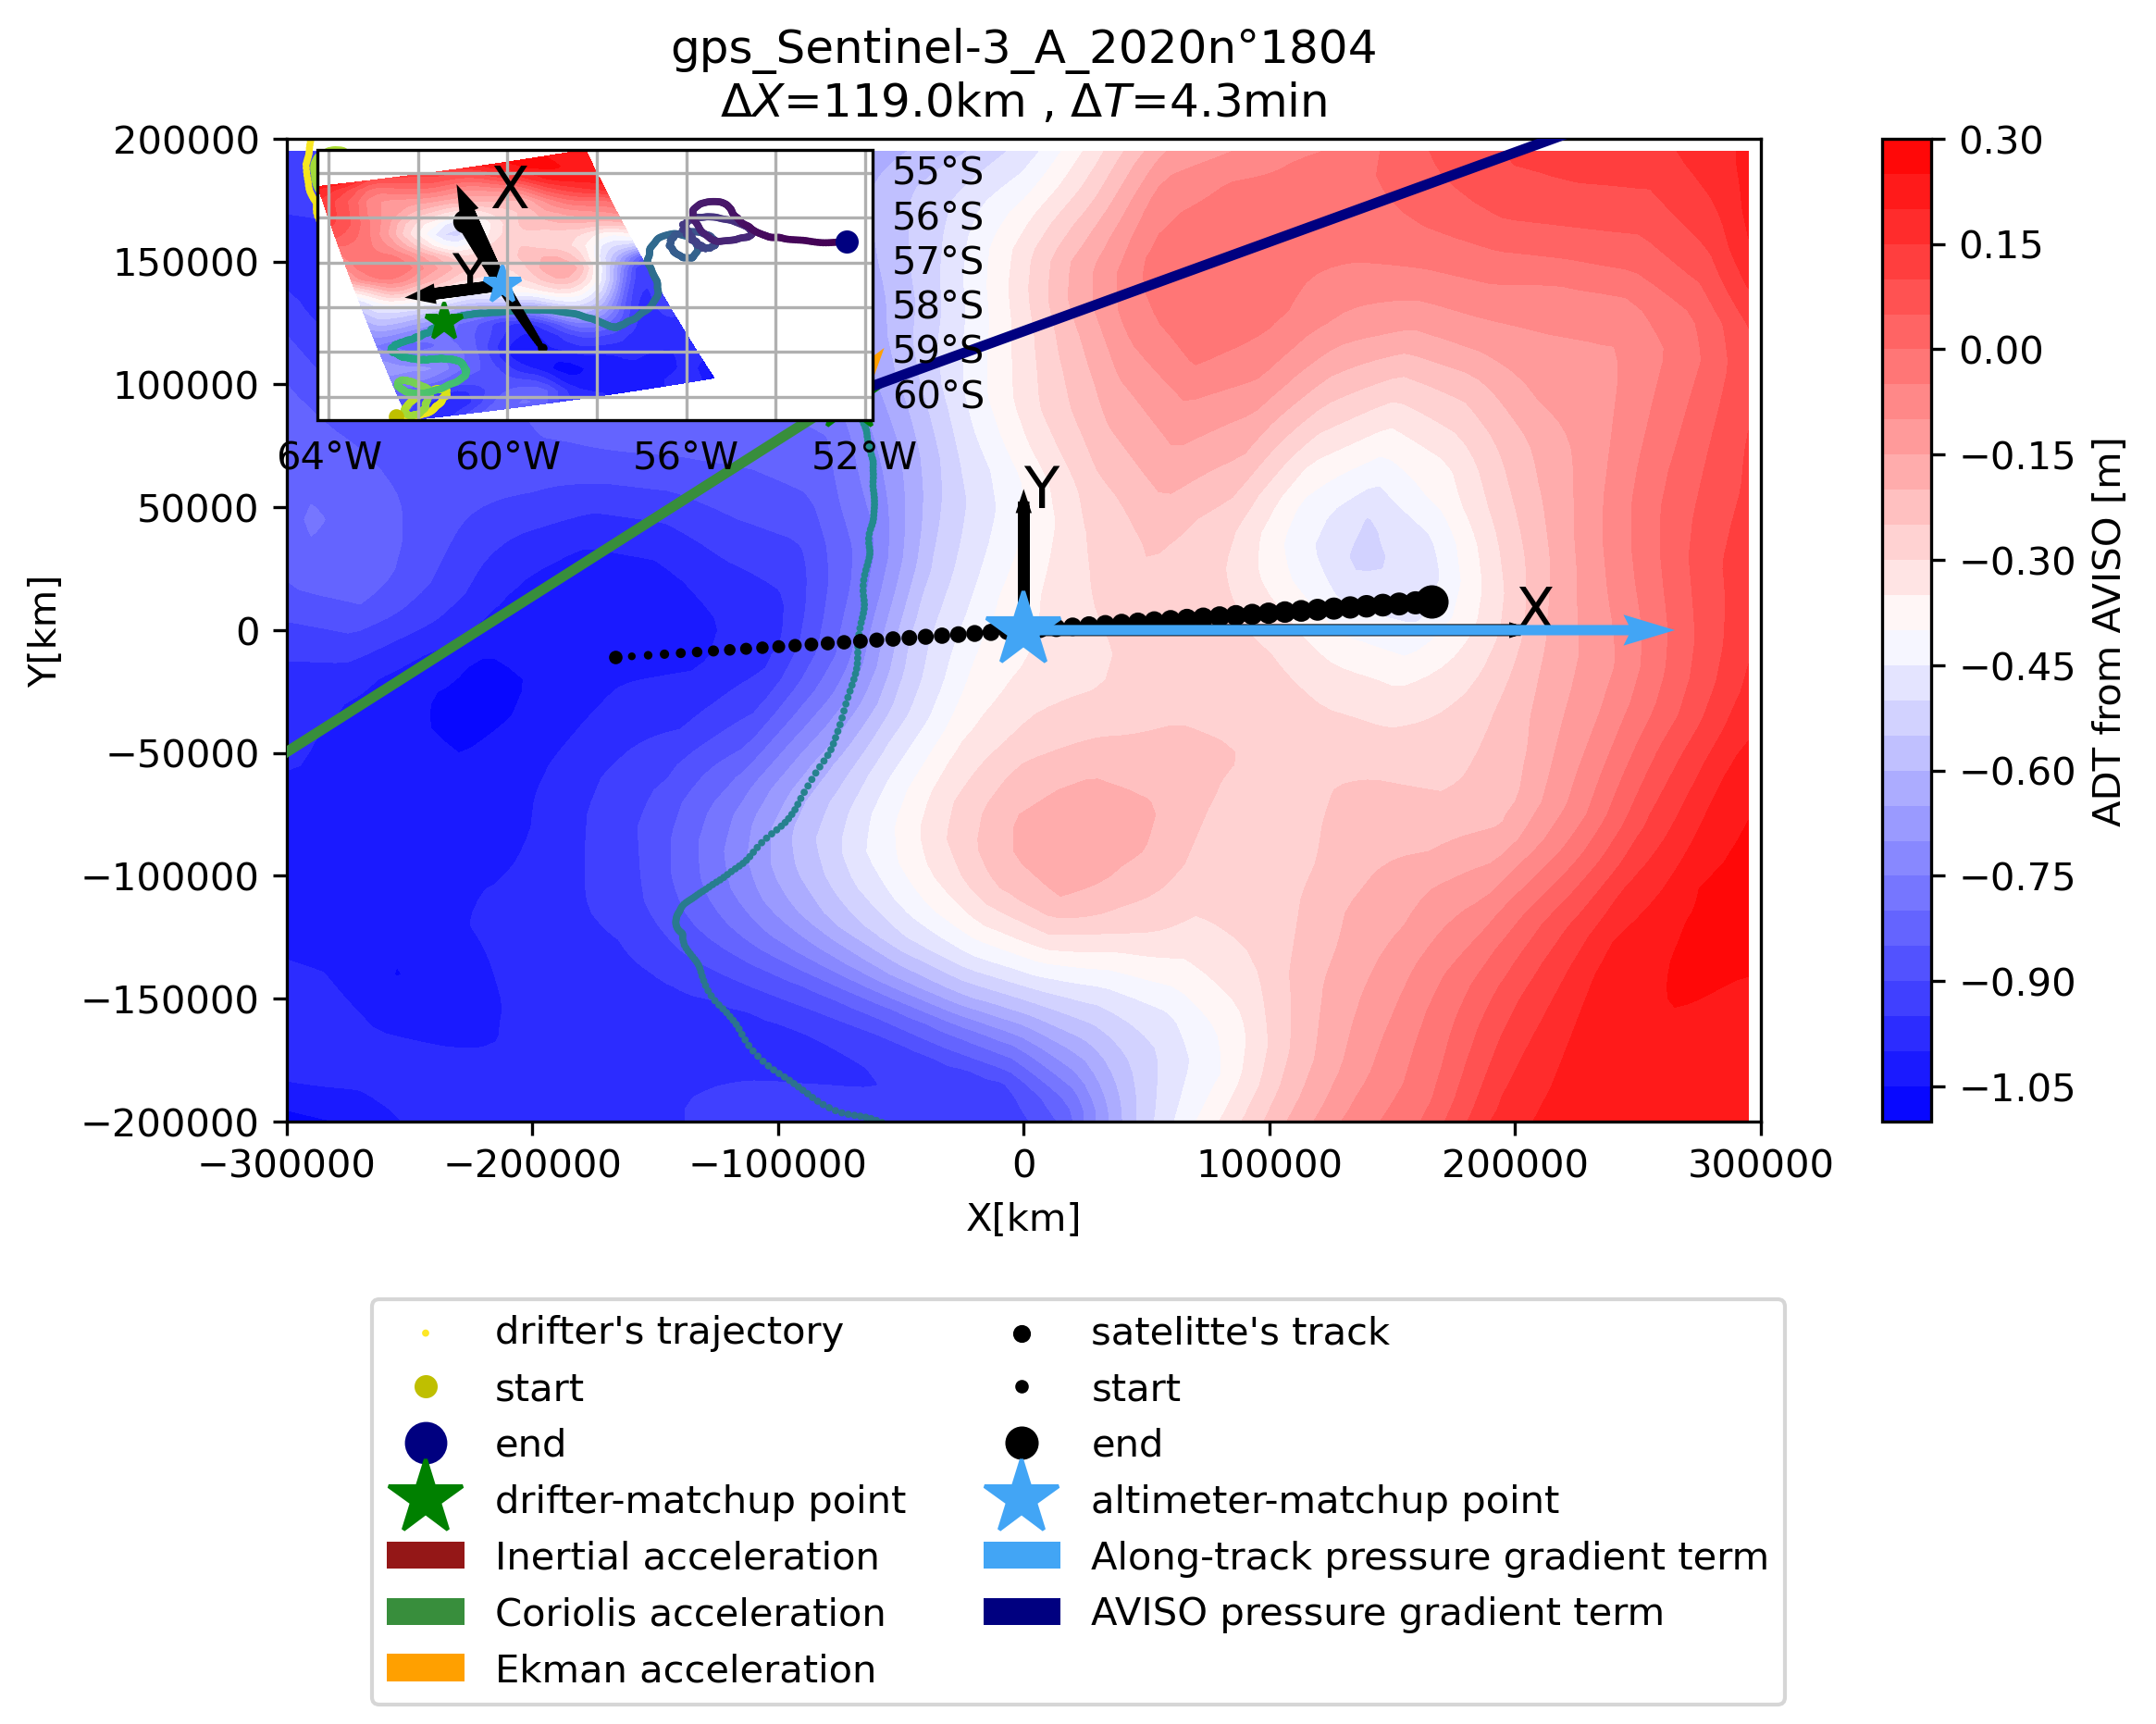 gps_Sentinel-3_A_2020n°1804
ΔX=119.0km , ΔT=4.3min
200000
150000
100000
50000
0
−50000
−100000
−150000
−200000
Y[km]
−300000
−200000
−100000
0
100000
200000
300000
X[km]
X
Y
55°S
56°S
57°S
58°S
59°S
60°S
64°W
60°W
56°W
52°W
Y
X
0.30
0.15
0.00
−0.15
−0.30
−0.45
−0.60
−0.75
−0.90
−1.05
ADT from AVISO [m]
drifter's trajectory
start
end
drifter-matchup point
Inertial acceleration
Coriolis acceleration
Ekman acceleration
satelitte's track
start
end
altimeter-matchup point
Along-track pressure gradient term
AVISO pressure gradient term